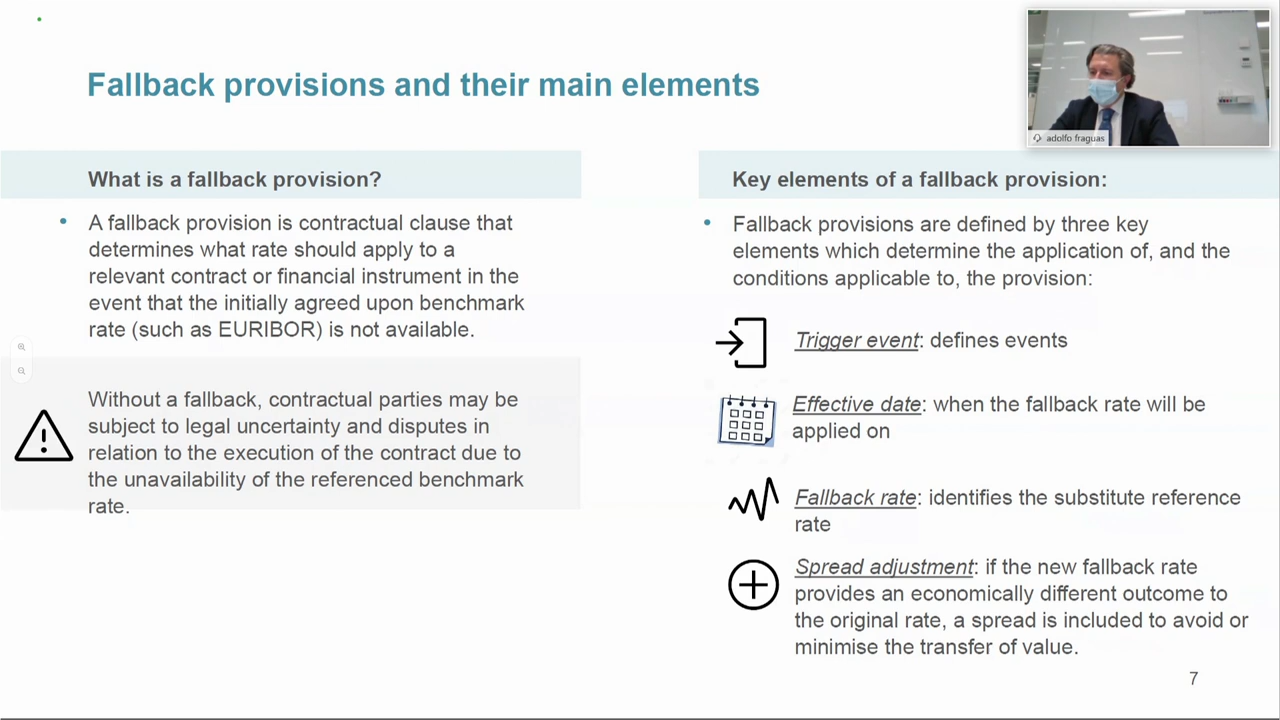 Fallback provisions and their main elements
adolfo fraguas
What is a fallback provision?
A fallback provision is contractual clause that
determines what rate should apply to a
relevant contract or financial instrument in the
event that the initially agreed upon benchmark
rate (such as EURIBOR) is not available.
Without a fallback, contractual parties may be
subject to legal uncertainty and disputes in
relation to the execution of the contract due to
the unavailability of the referenced benchmark
rate.
Key elements of a fallback provision:
Fallback provisions are defined by three key
elements which determine the application of, and the
conditions applicable to, the provision:
Trigger event: defines events
Effective date: when the fallback rate will be
applied on
Fallback rate: identifies the substitute reference
rate
Spread adjustment: if the new fallback rate
provides an economically different outcome to
the original rate, a spread is included to avoid or
minimise the transfer of value.
7